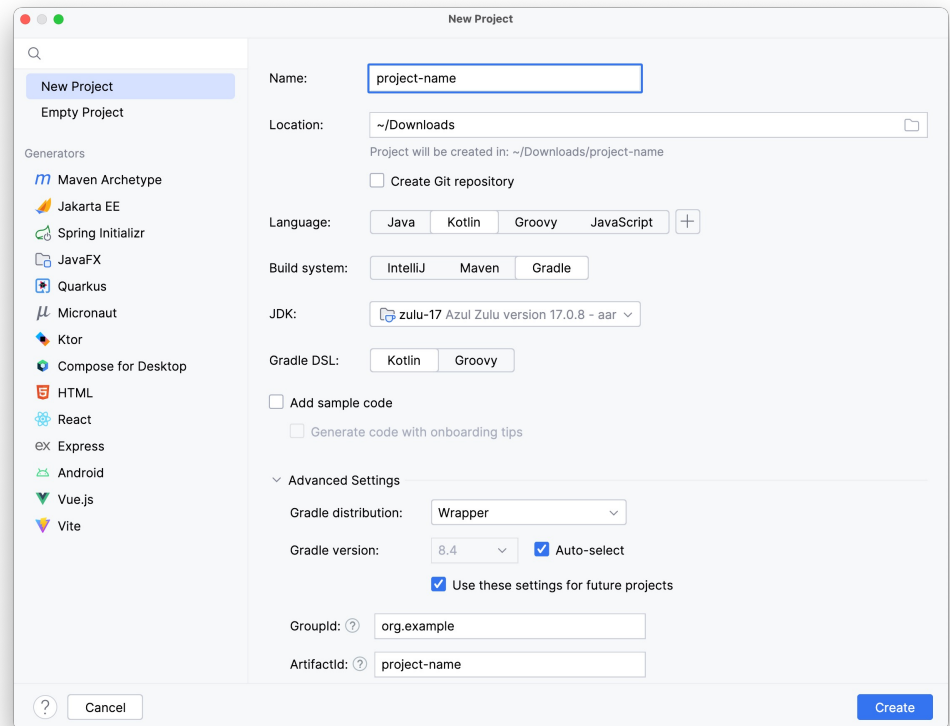 New Project
New Project
Empty Project
Generators
Maven Archetype
Jakarta EE
Spring Initializr
JavaFX
Quarkus
Micronaut
Ktor
Compose for Desktop
HTML
React
ex Express
Android
Vue.js
Vite
Name: project-name
Location: ~/Downloads
Project will be created in: ~/Downloads/project-name
Create Git repository
Language: Java Kotlin Groovy JavaScript
Build system: IntelliJ Maven Gradle
JDK: zulu-17 Azul Zulu version 17.0.8 - aar
Gradle DSL: Kotlin Groovy
Add sample code
Generate code with onboarding tips
Advanced Settings
Gradle distribution: Wrapper
Gradle version: 8.4 Auto-select
Use these settings for future projects
GroupId: ? org.example
ArtifactId: ? project-name
? Cancel Create